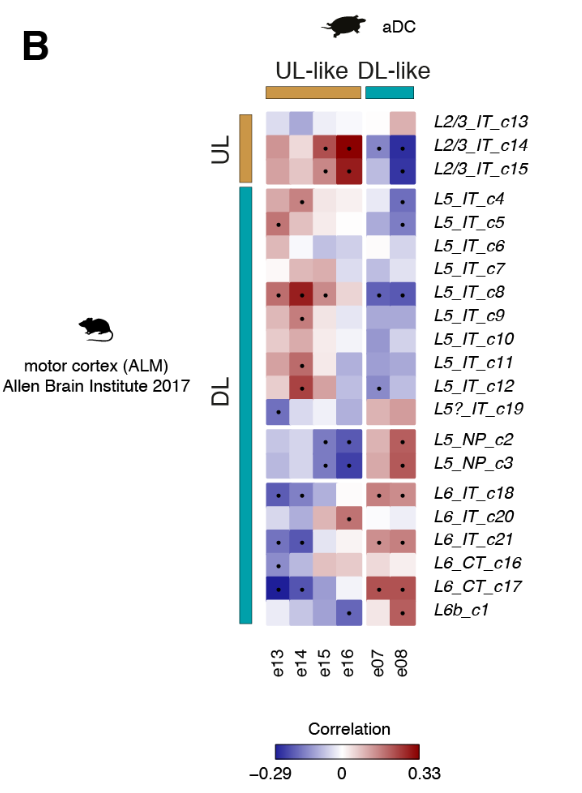 B
aDC
UL-like DL-like
UL
DL
L2/3_IT_c13
L2/3_IT_c14
L2/3_IT_c15
L5_IT_c4
L5_IT_c5
L5_IT_c6
L5_IT_c7
L5_IT_c8
L5_IT_c9
L5_IT_c10
L5_IT_c11
L5_IT_c12
L5?_IT_c19
L5_NP_c2
L5_NP_c3
L6_IT_c18
L6_IT_c20
L6_IT_c21
L6_CT_c16
L6_CT_c17
L6b_c1
motor cortex (ALM)
Allen Brain Institute 2017
e13 e14 e15 e16 e07 e08
Correlation
−0.29 0 0.33